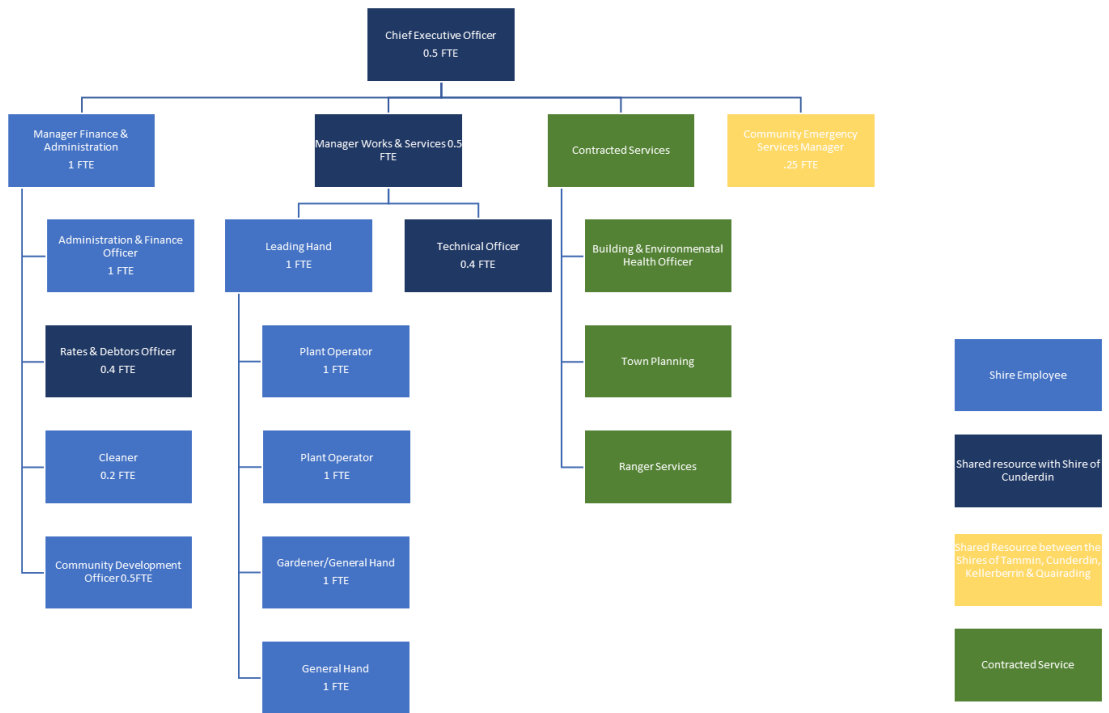 Chief Executive Officer
0.5 FTE
Manager Finance &
Administration
1 FTE
Manager Works & Services 0.5
FTE
Contracted Services
Community Emergency
Services Manager
.25 FTE
Administration & Finance
Officer
1 FTE
Leading Hand
1 FTE
Technical Officer
0.4 FTE
Building & Environmenatal
Health Officer
Rates & Debtors Officer
0.4 FTE
Plant Operator
1 FTE
Town Planning
Shire Employee
Cleaner
0.2 FTE
Plant Operator
1 FTE
Ranger Services
Shared resource with Shire of
Cunderdin
Community Development
Officer 0.5FTE
Gardener/General Hand
1 FTE
Shared Resource between the
Shires of Tammin, Cunderdin,
Kellerberrin & Quairading
General Hand
1 FTE
Contracted Service